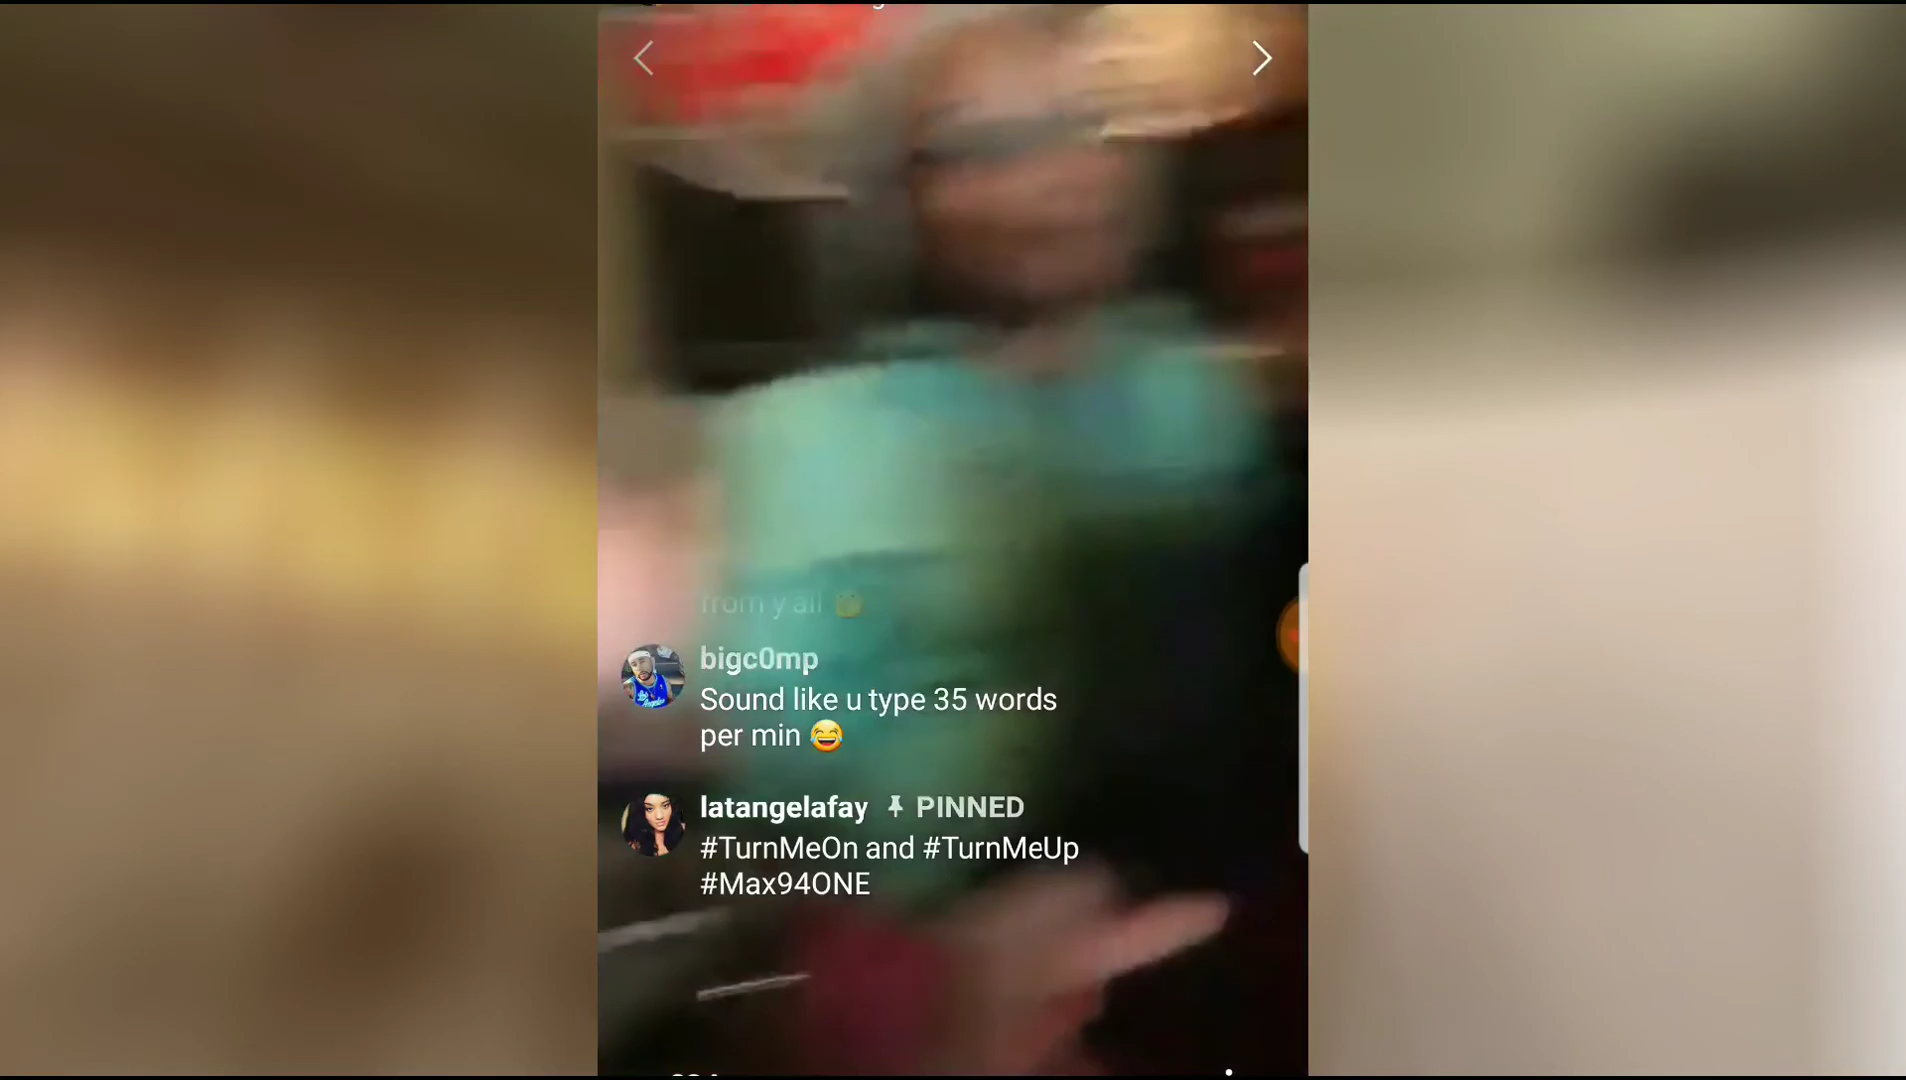 from y'all 
bigc0mp
Sound like u type 35 words
per min 😂
latangelafay PINNED
#TurnMeOn and #TurnMeUp
#Max94ONE